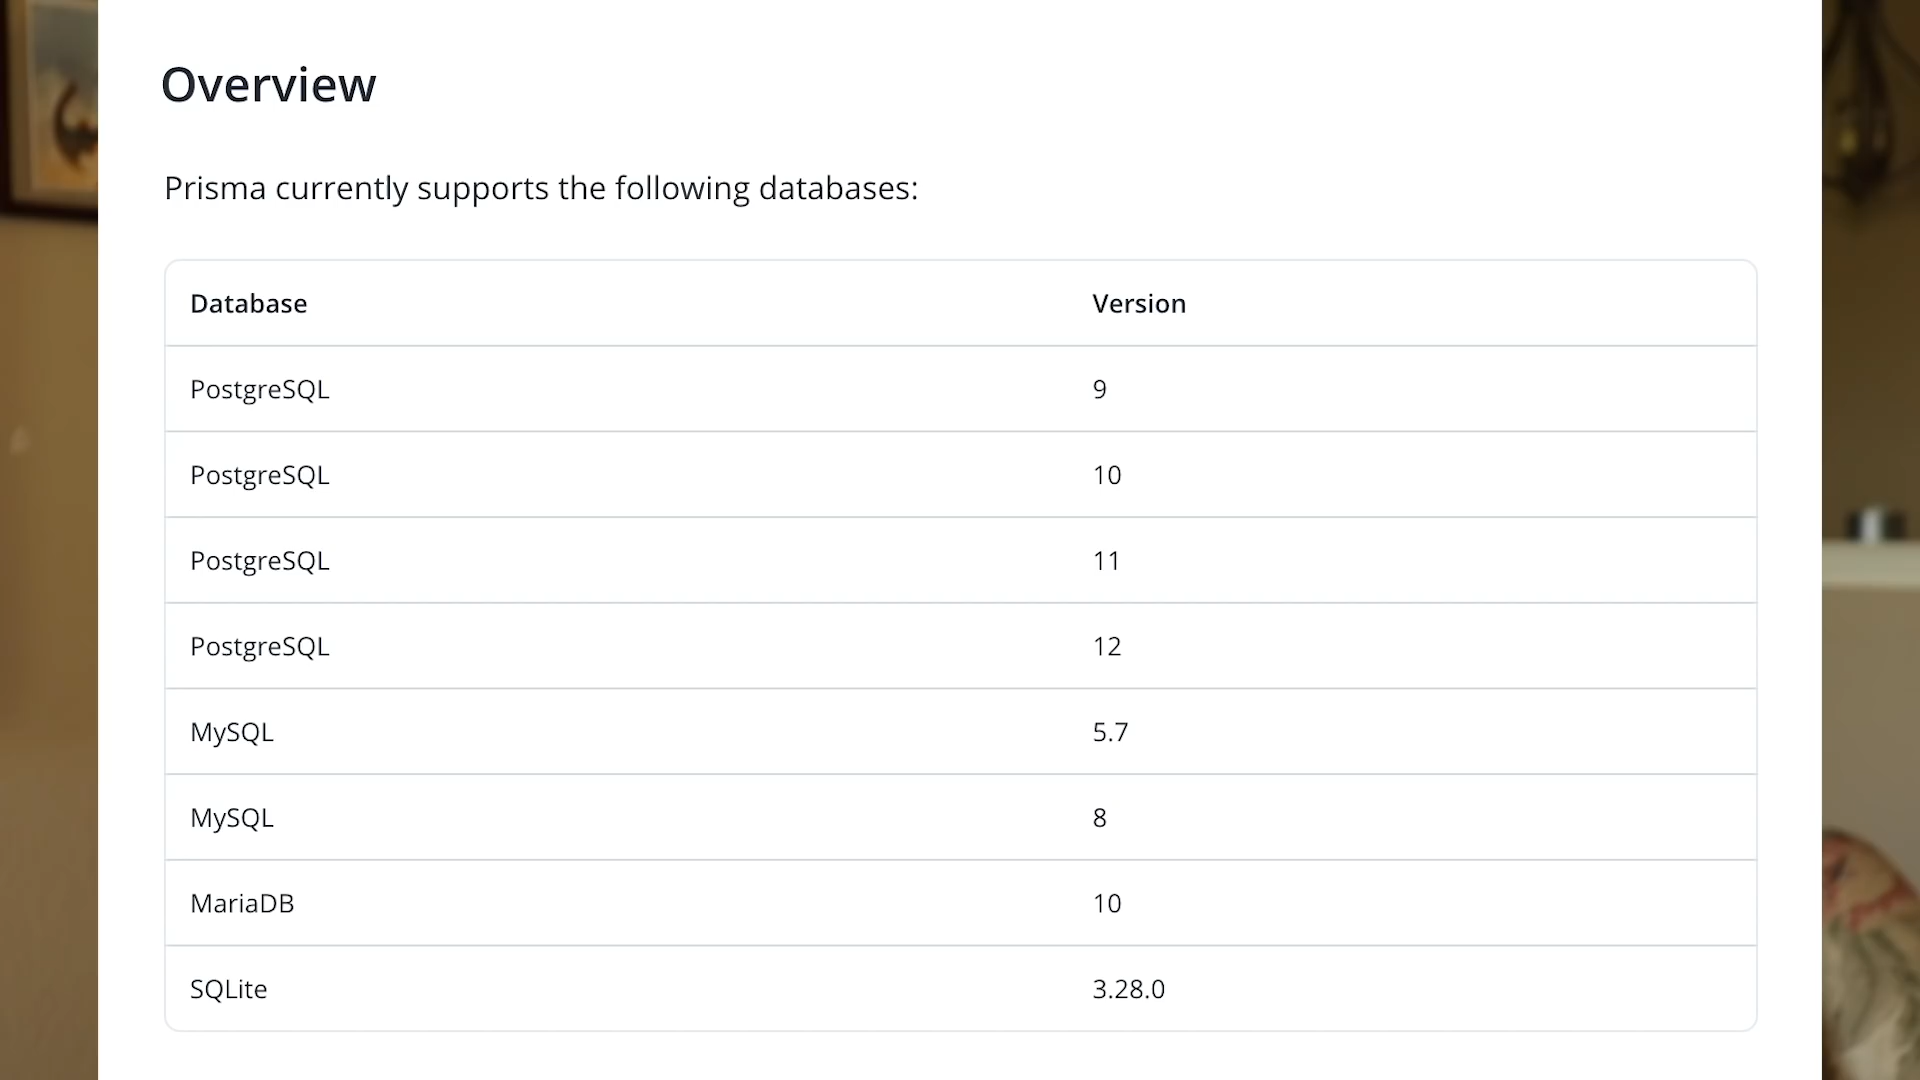 Overview
Prisma currently supports the following databases:
Database Version
PostgreSQL 9
PostgreSQL 10
PostgreSQL 11
PostgreSQL 12
MySQL 5.7
MySQL 8
MariaDB 10
SQLite 3.28.0